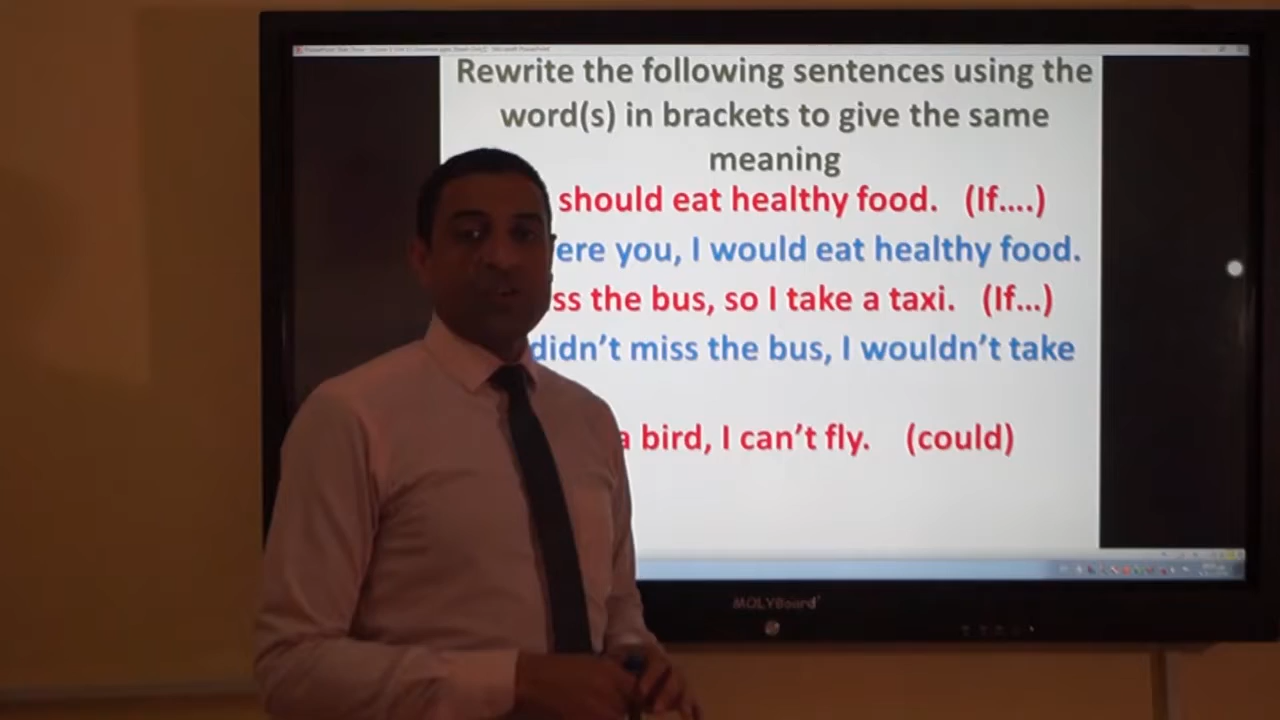 Rewrite the following sentences using the
word(s) in brackets to give the same
meaning
should eat healthy food. (If....)
ere you, I would eat healthy food.
ss the bus, so I take a taxi. (If...)
didn't miss the bus, I wouldn't take
a bird, I can't fly. (could)
MOLYBoard